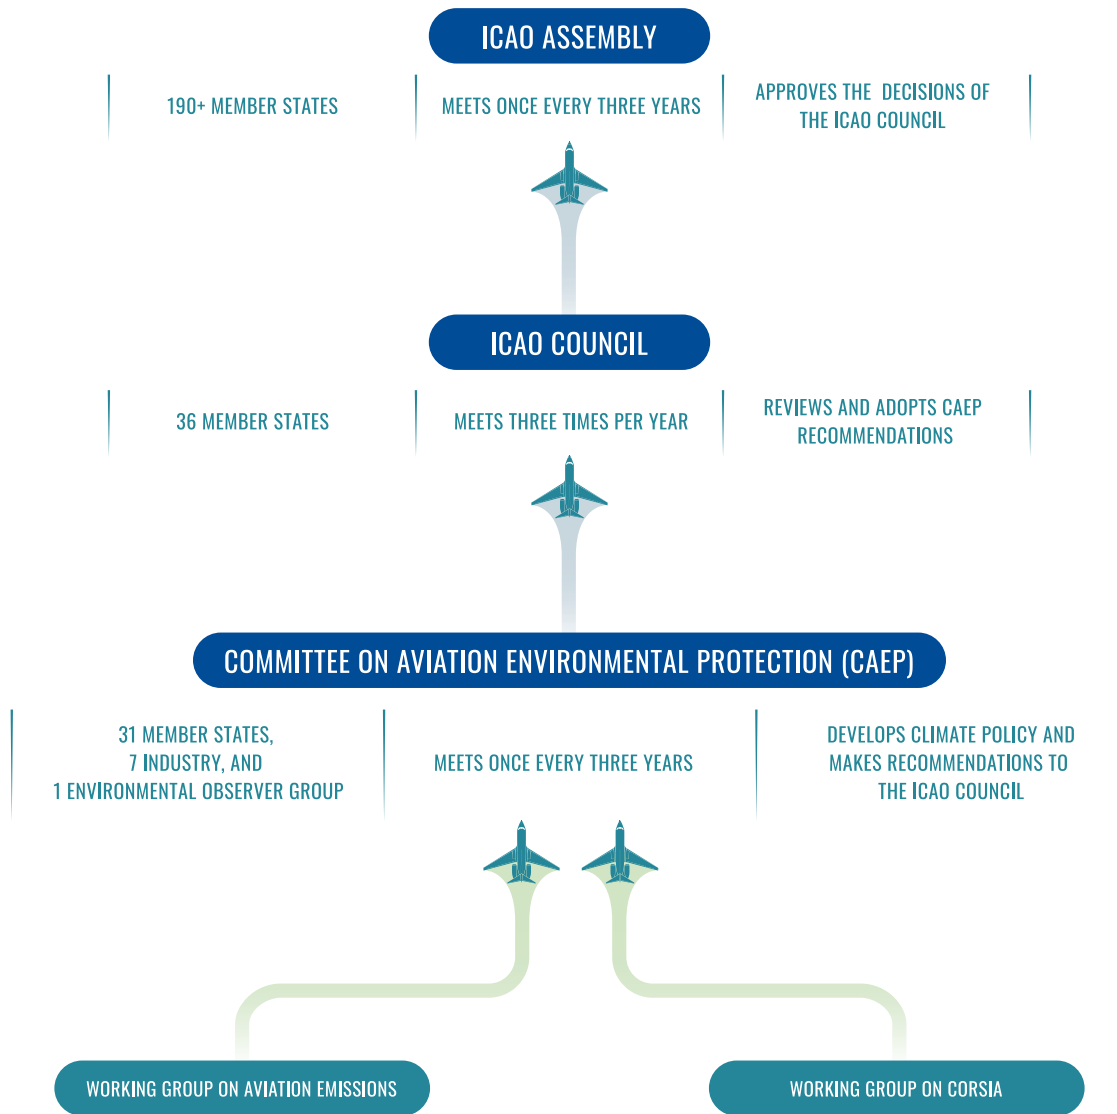 ICAO ASSEMBLY
190+ MEMBER STATES
MEETS ONCE EVERY THREE YEARS
APPROVES THE DECISIONS OF
THE ICAO COUNCIL
ICAO COUNCIL
36 MEMBER STATES
MEETS THREE TIMES PER YEAR
REVIEWS AND ADOPTS CAEP
RECOMMENDATIONS
COMMITTEE ON AVIATION ENVIRONMENTAL PROTECTION (CAEP)
31 MEMBER STATES,
7 INDUSTRY, AND
1 ENVIRONMENTAL OBSERVER GROUP
MEETS ONCE EVERY THREE YEARS
DEVELOPS CLIMATE POLICY AND
MAKES RECOMMENDATIONS TO
THE ICAO COUNCIL
WORKING GROUP ON AVIATION EMISSIONS
WORKING GROUP ON CORSIA